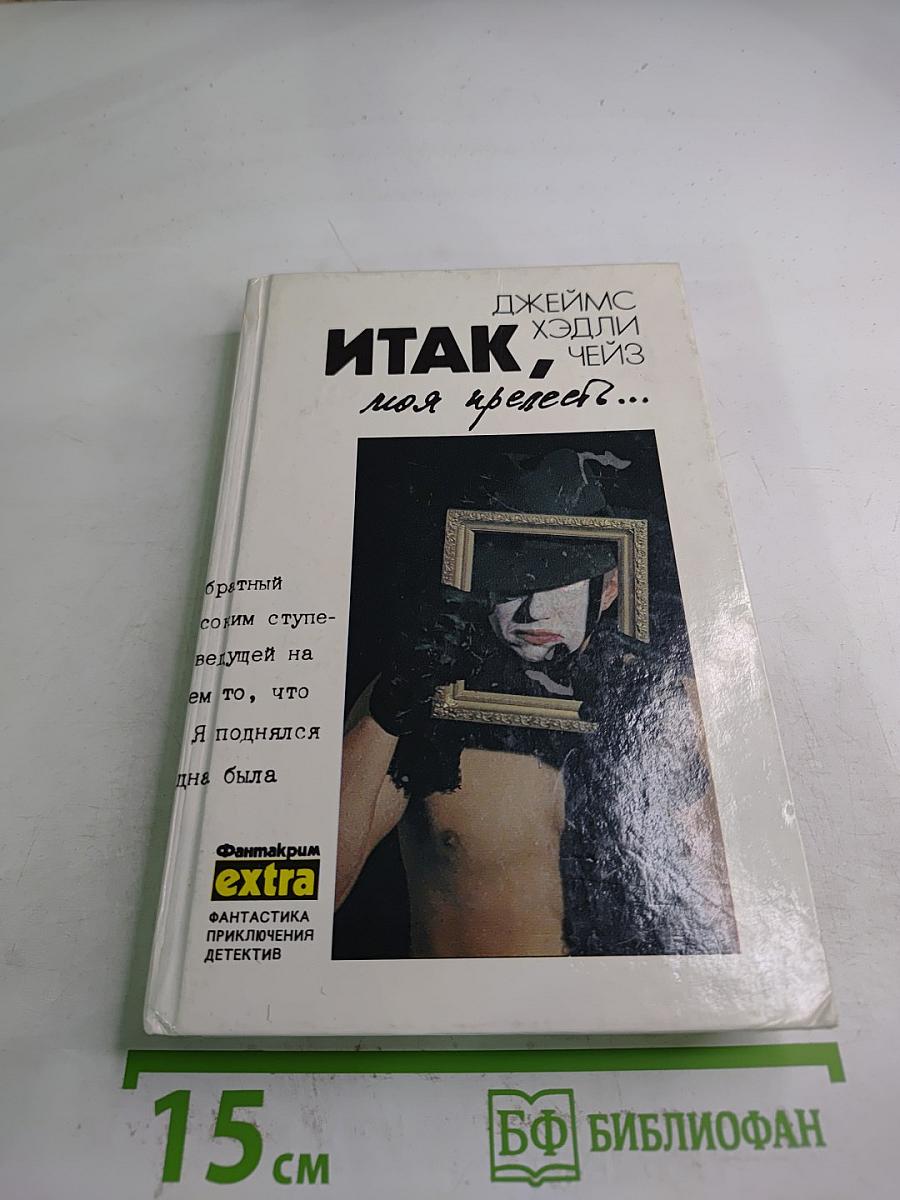 ДЖЕЙМС
ХЭДЛИ
ЧЕЙЗ
ИТАК,
моя прелесть...
братный
соким ступе-
ведущей на
ем то, что
Я поднялся
дна была
Фантакрим
extra
ФАНТАСТИКА
ПРИКЛЮЧЕНИЯ
ДЕТЕКТИВ
15 см
БФ БИБЛИОФАН